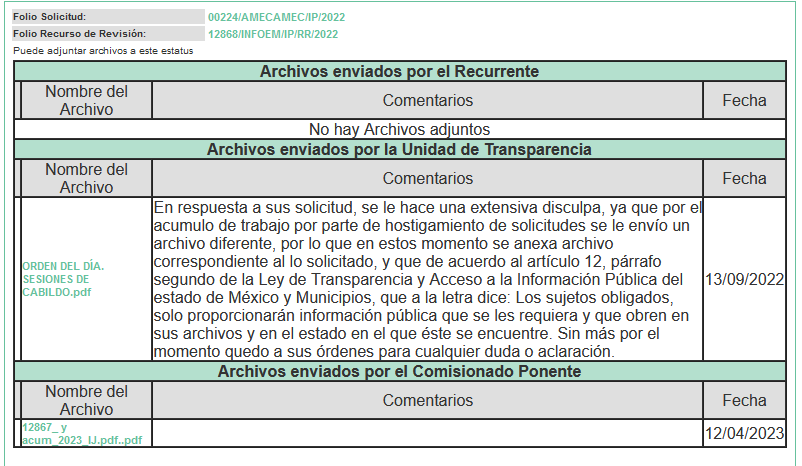 Folio Solicitud: 00224/AMECAMEC/IP/2022
Folio Recurso de Revisión: 12868/INFOEM/IP/RR/2022
Puede adjuntar archivos a este estatus
Archivos enviados por el Recurrente
Nombre del Archivo Comentarios Fecha
No hay Archivos adjuntos
Archivos enviados por la Unidad de Transparencia
Nombre del Archivo Comentarios Fecha
ORDEN DEL DÍA.
SESIONES DE
CABILDO.pdf
En respuesta a sus solicitud, se le hace una extensiva disculpa, ya que por el
acumulo de trabajo por parte de hostigamiento de solicitudes se le envío un
archivo diferente, por lo que en estos momento se anexa archivo
correspondiente al lo solicitado, y que de acuerdo al artículo 12, párrafo
segundo de la Ley de Transparencia y Acceso a la Información Pública del
estado de México y Municipios, que a la letra dice: Los sujetos obligados,
solo proporcionarán información pública que se les requiera y que obren en
sus archivos y en el estado en el que éste se encuentre. Sin más por el
momento quedo a sus órdenes para cualquier duda o aclaración.
13/09/2022
Archivos enviados por el Comisionado Ponente
Nombre del Archivo Comentarios Fecha
12867_ y
acum_2023_IJ.pdf..pdf
12/04/2023